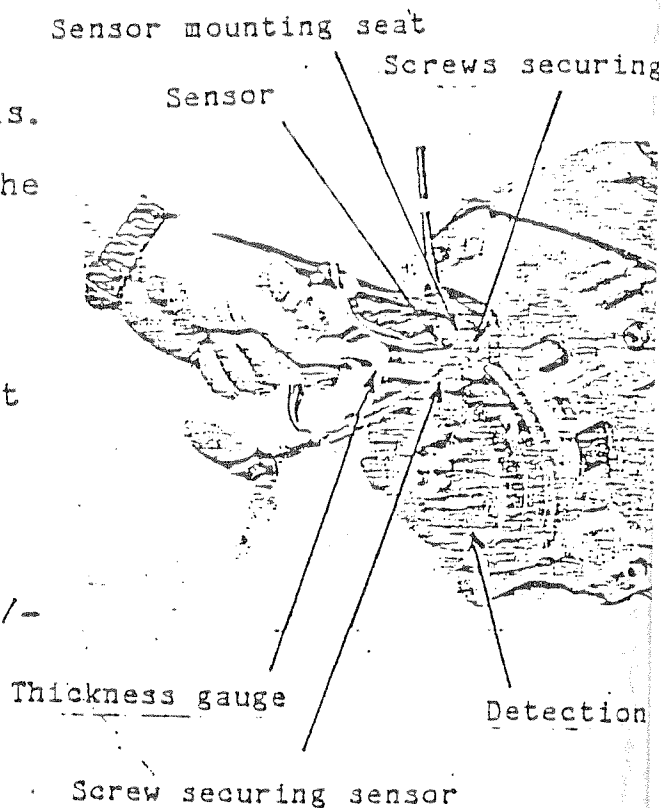 Sensor mounting seat
Screws securing
Sensor
s.
he
t
/-
Thickness gauge
Detection
Screw securing sensor